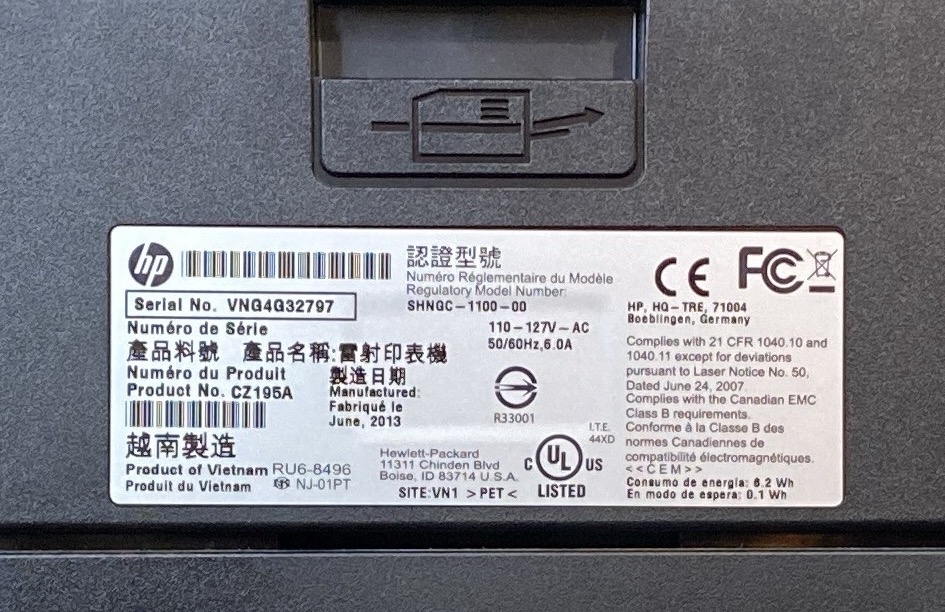 hp
認證型號
Numéro Réglementaire du Modèle
Regulatory Model Number:
SHNGC-1100-00
Serial No. VNG4G32797
Numéro de Série
110-127V~AC
50/60Hz,6.0A
產品料號 產品名稱:雷射印表機
Numéro du Produit
Product No. CZ195A
製造日期
Manufactured:
Fabriqué le
June, 2013
R33001
越南製造
Product of Vietnam RU6-8496
Produit du Vietnam NJ-01PT
Hewlett-Packard
11311 Chinden Blvd
Boise, ID 83714 U.S.A.
SITE:VN1 >PET<
I.T.E.
44XD
C UL US
LISTED
CE FC
HP, HQ-TRE, 71004
Boeblingen, Germany
Complies with 21 CFR 1040.10 and
1040.11 except for deviations
pursuant to Laser Notice No. 50,
Dated June 24, 2007.
Complies with the Canadian EMC
Class B requirements.
Conforme à la Classe B des
normes Canadiennes de
compatibilité électromagnétiques.
<<CEM>>
Consumo de energía: 6.2 Wh
En modo de espera: 0.1 Wh